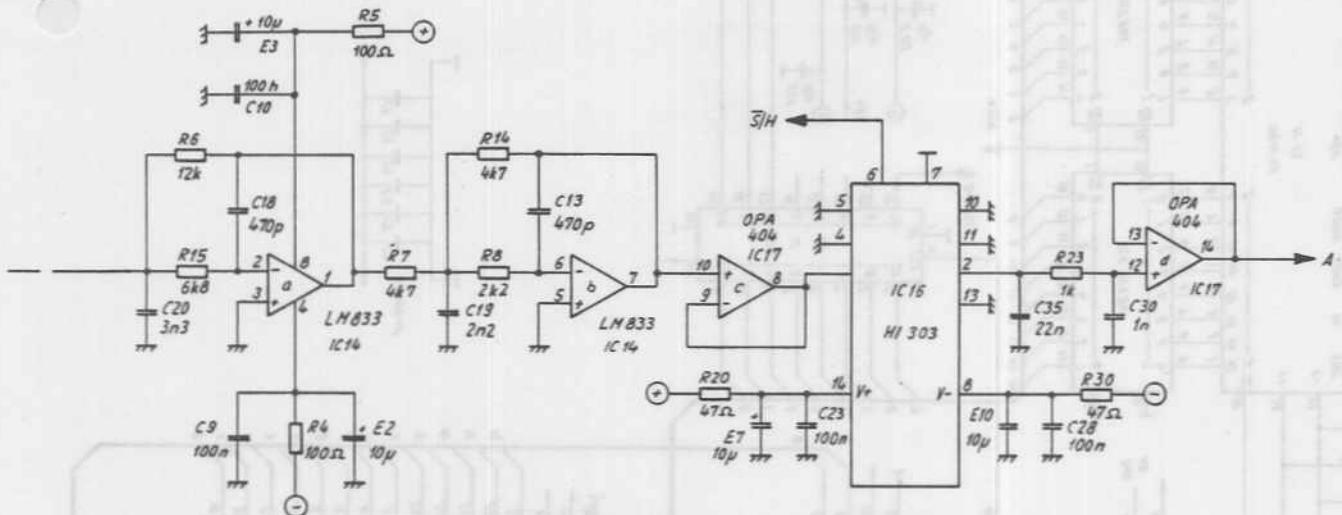 + 10µ
E3
R5
100Ω
+
100h
C10
R6
12k
C18
470p
R15
6k8
C20
3n3
2
-
3
+
a
8
1
4
LM833
IC14
R14
4k7
C13
470p
R7
4k7
R8
2k2
C19
2n2
6
-
5
+
b
7
LM833
IC14
OPA
404
IC17
10
+
9
-
c
8
S̅/H
6
7
5
4
10
11
2
13
IC16
HI 303
14
V+
V-
8
R23
1k
C35
22n
C30
1n
OPA
404
13
-
12
+
d
14
IC17
A
C9
100n
R4
100Ω
+ E2
10µ
-
+
R20
47Ω
+
E7
10µ
C23
100n
E10
10µ
C28
100n
R30
47Ω
-